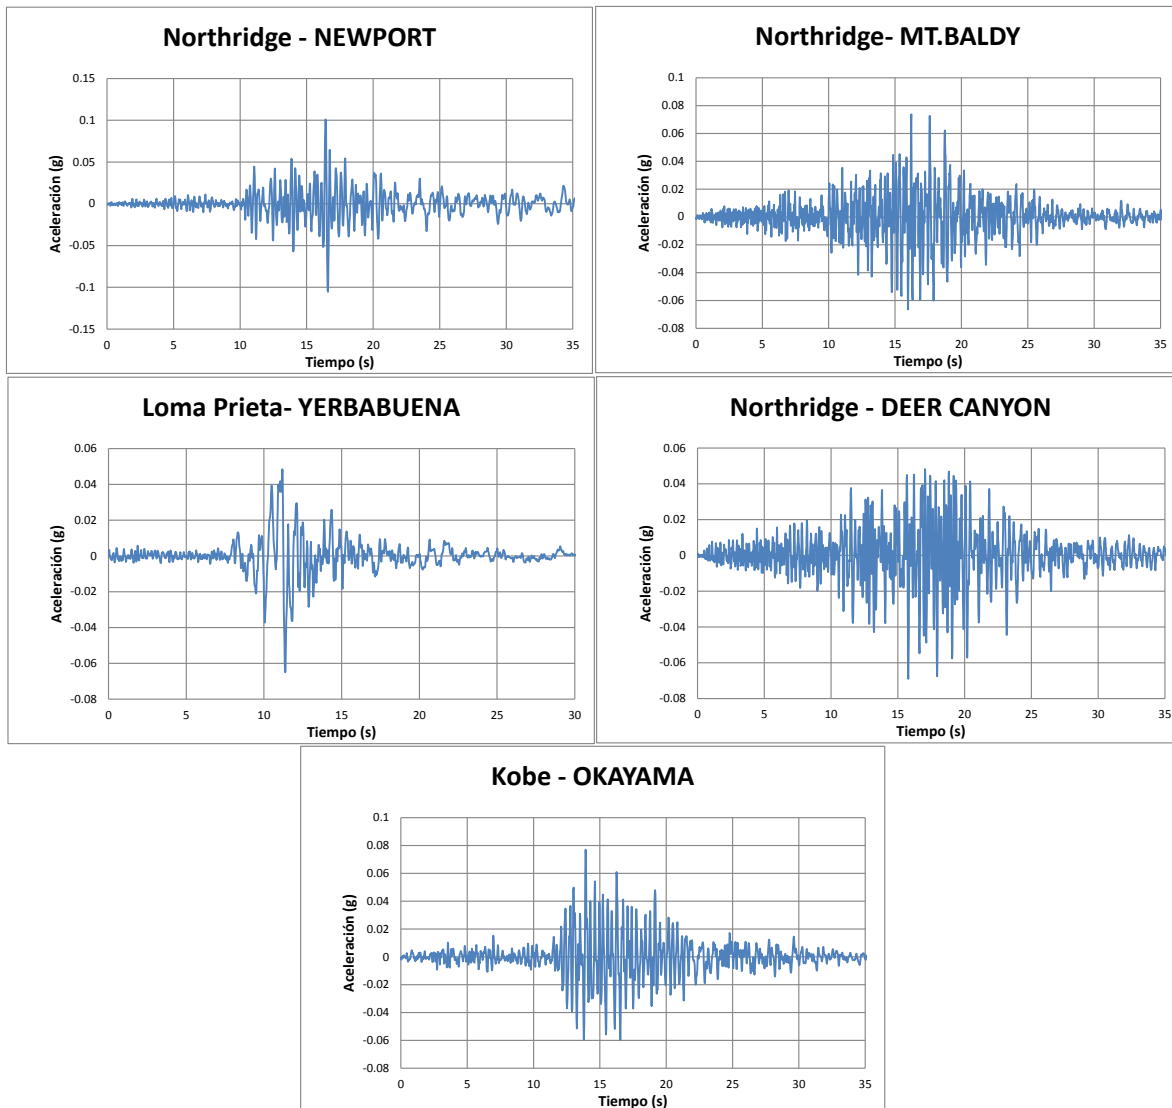 Northridge - NEWPORT
0.15
0.1
0.05
0
-0.05
-0.1
-0.15
Aceleración (g)
0 5 10 15 20 25 30 35
Tiempo (s)
Northridge- MT.BALDY
0.1
0.08
0.06
0.04
0.02
0
-0.02
-0.04
-0.06
-0.08
Aceleración (g)
0 5 10 15 20 25 30 35
Tiempo (s)
Loma Prieta- YERBABUENA
0.06
0.04
0.02
0
-0.02
-0.04
-0.06
-0.08
Aceleración (g)
0 5 10 15 20 25 30
Tiempo (s)
Northridge - DEER CANYON
0.06
0.04
0.02
0
-0.02
-0.04
-0.06
-0.08
Aceleración (g)
0 5 10 15 20 25 30 35
Tiempo (s)
Kobe - OKAYAMA
0.1
0.08
0.06
0.04
0.02
0
-0.02
-0.04
-0.06
-0.08
Aceleración (g)
0 5 10 15 20 25 30 35
Tiempo (s)